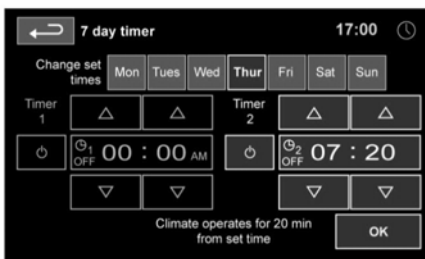 7 day timer 17:00
Change set times Mon Tues Wed Thur Fri Sat Sun
Timer 1 Timer 2
1 OFF 00 : 00 AM 2 OFF 07 : 20
Climate operates for 20 min
from set time
OK